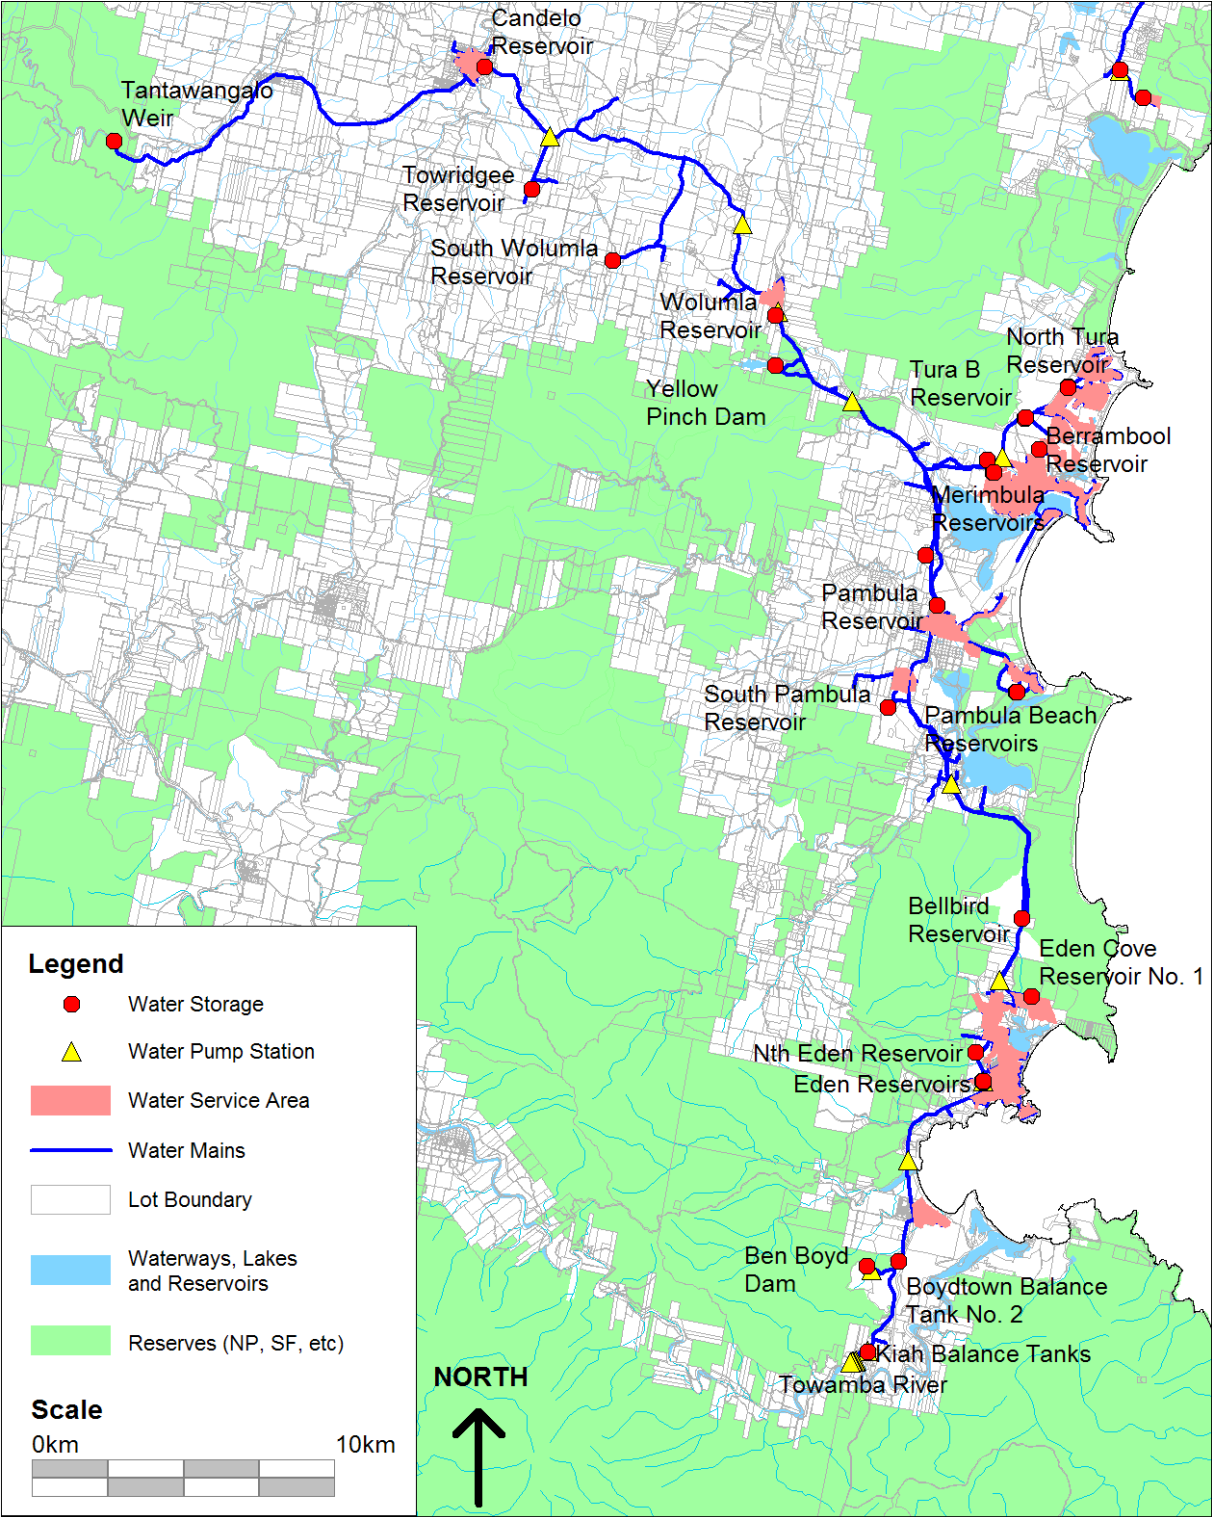 Candelo
Reservoir
Tantawangalo
Weir
Towridgee
Reservoir
South Wolumla
Reservoir
Wolumla
Reservoir
North Tura
Reservoir
Tura B
Reservoir
Yellow
Pinch Dam
Berrambool
Reservoir
Merimbula
Reservoirs
Pambula
Reservoir
South Pambula
Reservoir
Pambula Beach
Reservoirs
Bellbird
Reservoir
Eden Cove
Reservoir No. 1
Nth Eden Reservoir
Eden Reservoirs
Ben Boyd
Dam
Boydtown Balance
Tank No. 2
Kiah Balance Tanks
Towamba River
Legend
Water Storage
Water Pump Station
Water Service Area
Water Mains
Lot Boundary
Waterways, Lakes
and Reservoirs
Reserves (NP, SF, etc)
Scale
0km 10km
NORTH